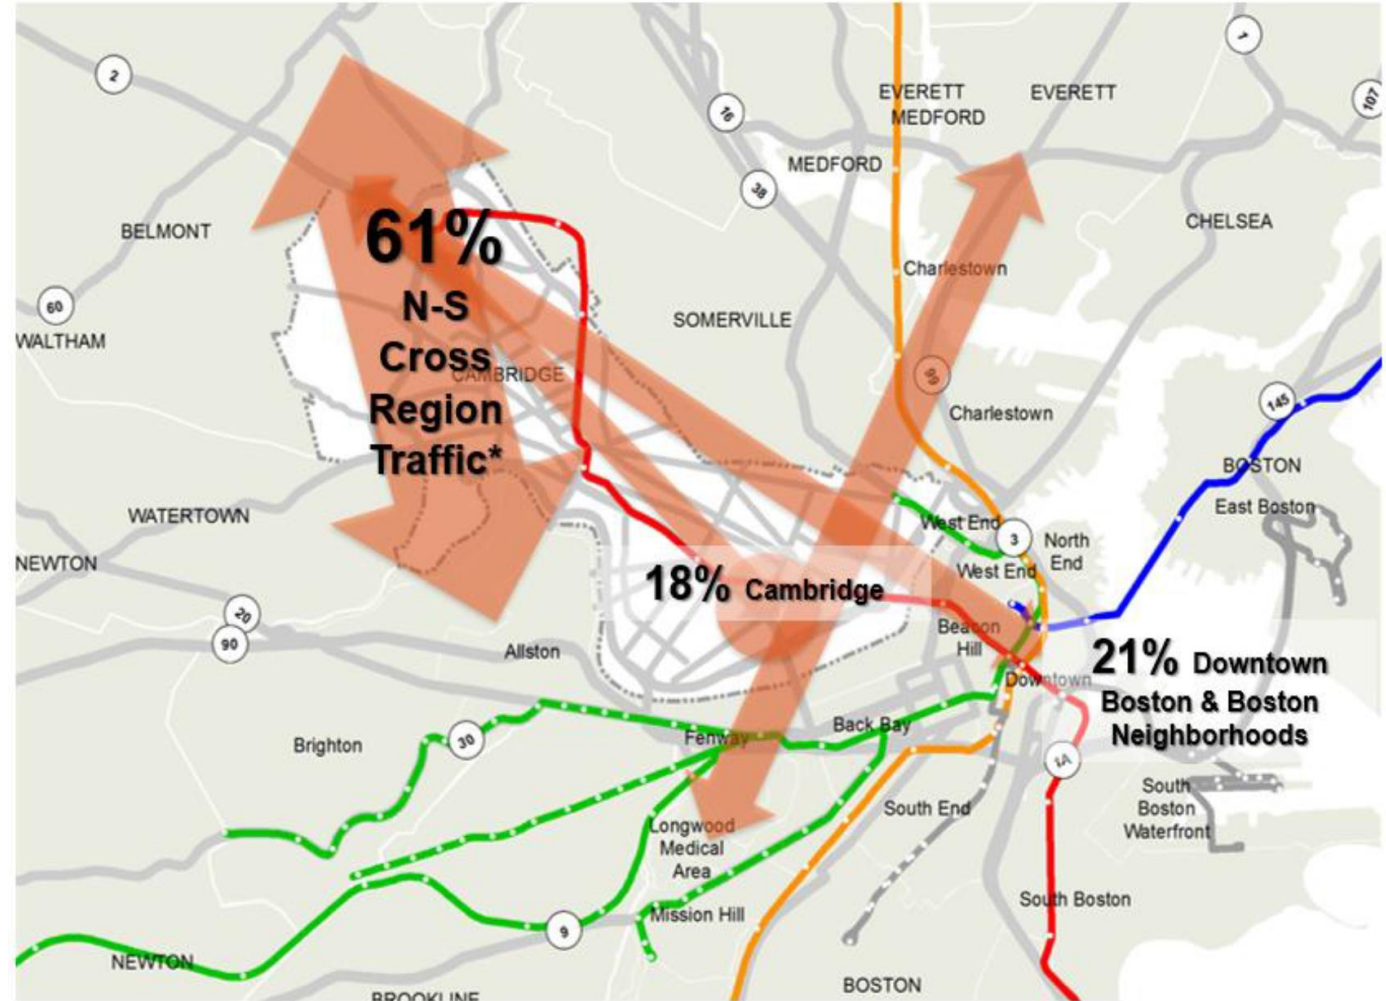 2
16
7
107
EVERETT
MEDFORD
EVERETT
MEDFORD
38
BELMONT
CHELSEA
61%
N-S
Cross
Region
Traffic*
CAMBRIDGE
Charlestown
60
WALTHAM
SOMERVILLE
99
Charlestown
145
BOSTON
East Boston
WATERTOWN
NEWTON
West End
3
North
End
West End
18% Cambridge
20
90
Beacon
Hill
Allston
Downtown
21% Downtown
Boston & Boston
Neighborhoods
Brighton
30
Fenway
Back Bay
1A
South End
South
Boston
Waterfront
Longwood
Medical
Area
Mission Hill
South Boston
9
NEWTON
BROOKLINE
BOSTON